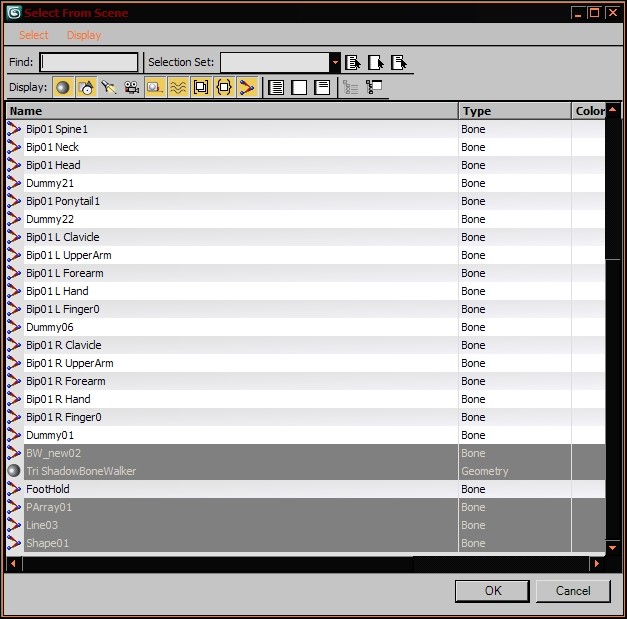 Select From Scene
Select Display
Find: Selection Set:
Display:
Name Type Color
Bip01 Spine1 Bone
Bip01 Neck Bone
Bip01 Head Bone
Dummy21 Bone
Bip01 Ponytail1 Bone
Dummy22 Bone
Bip01 L Clavicle Bone
Bip01 L UpperArm Bone
Bip01 L Forearm Bone
Bip01 L Hand Bone
Bip01 L Finger0 Bone
Dummy06 Bone
Bip01 R Clavicle Bone
Bip01 R UpperArm Bone
Bip01 R Forearm Bone
Bip01 R Hand Bone
Bip01 R Finger0 Bone
Dummy01 Bone
BW_new02 Bone
Tri ShadowBoneWalker Geometry
FootHold Bone
PArray01 Bone
Line03 Bone
Shape01 Bone
OK Cancel